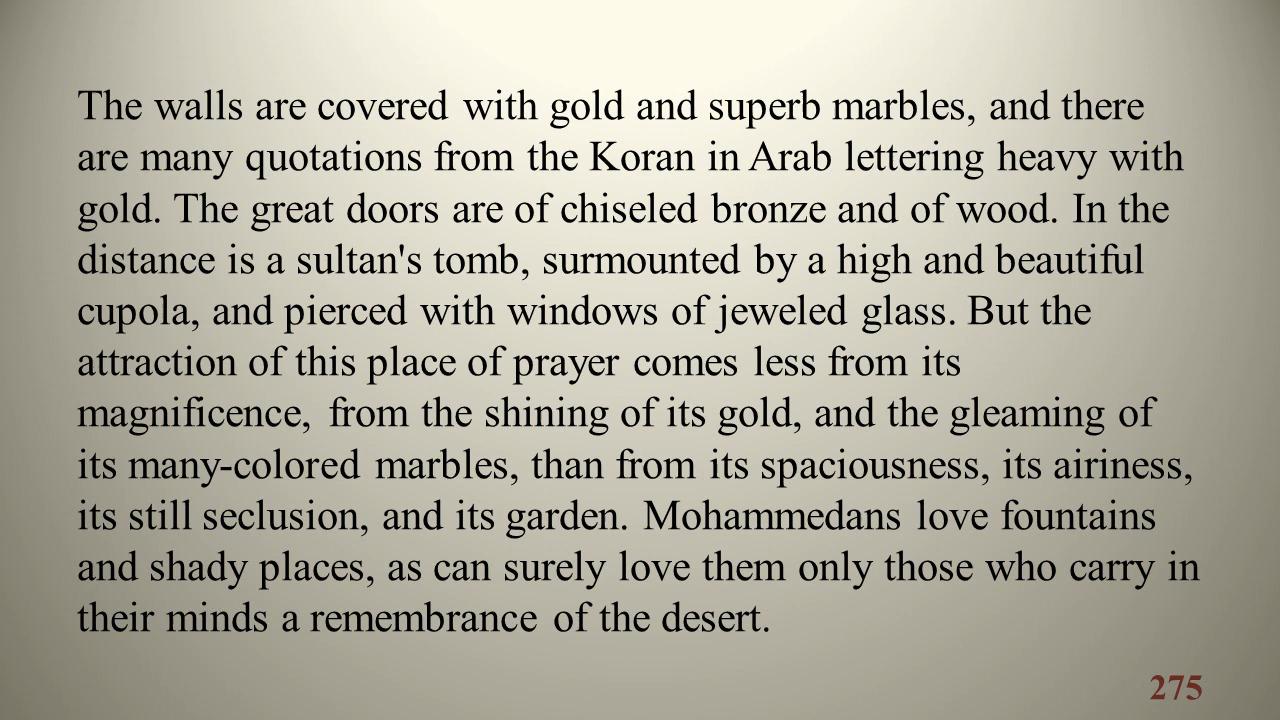 The walls are covered with gold and superb marbles, and there
are many quotations from the Koran in Arab lettering heavy with
gold. The great doors are of chiseled bronze and of wood. In the
distance is a sultan's tomb, surmounted by a high and beautiful
cupola, and pierced with windows of jeweled glass. But the
attraction of this place of prayer comes less from its
magnificence, from the shining of its gold, and the gleaming of
its many-colored marbles, than from its spaciousness, its airiness,
its still seclusion, and its garden. Mohammedans love fountains
and shady places, as can surely love them only those who carry in
their minds a remembrance of the desert.
275